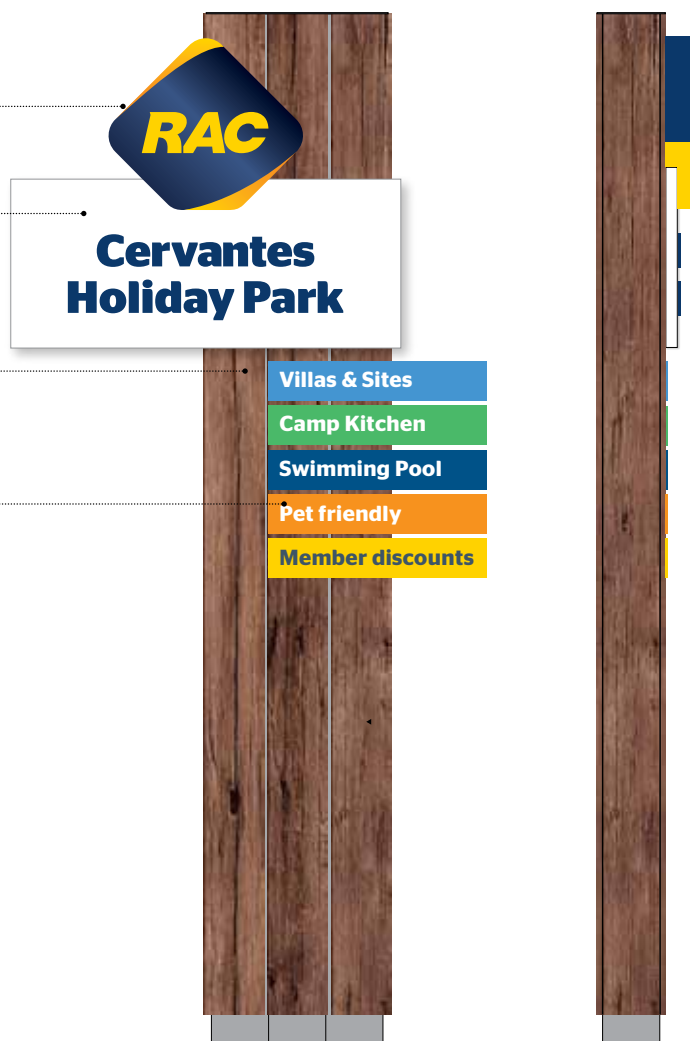 RAC
Cervantes
Holiday Park
Villas & Sites
Camp Kitchen
Swimming Pool
Pet friendly
Member discounts